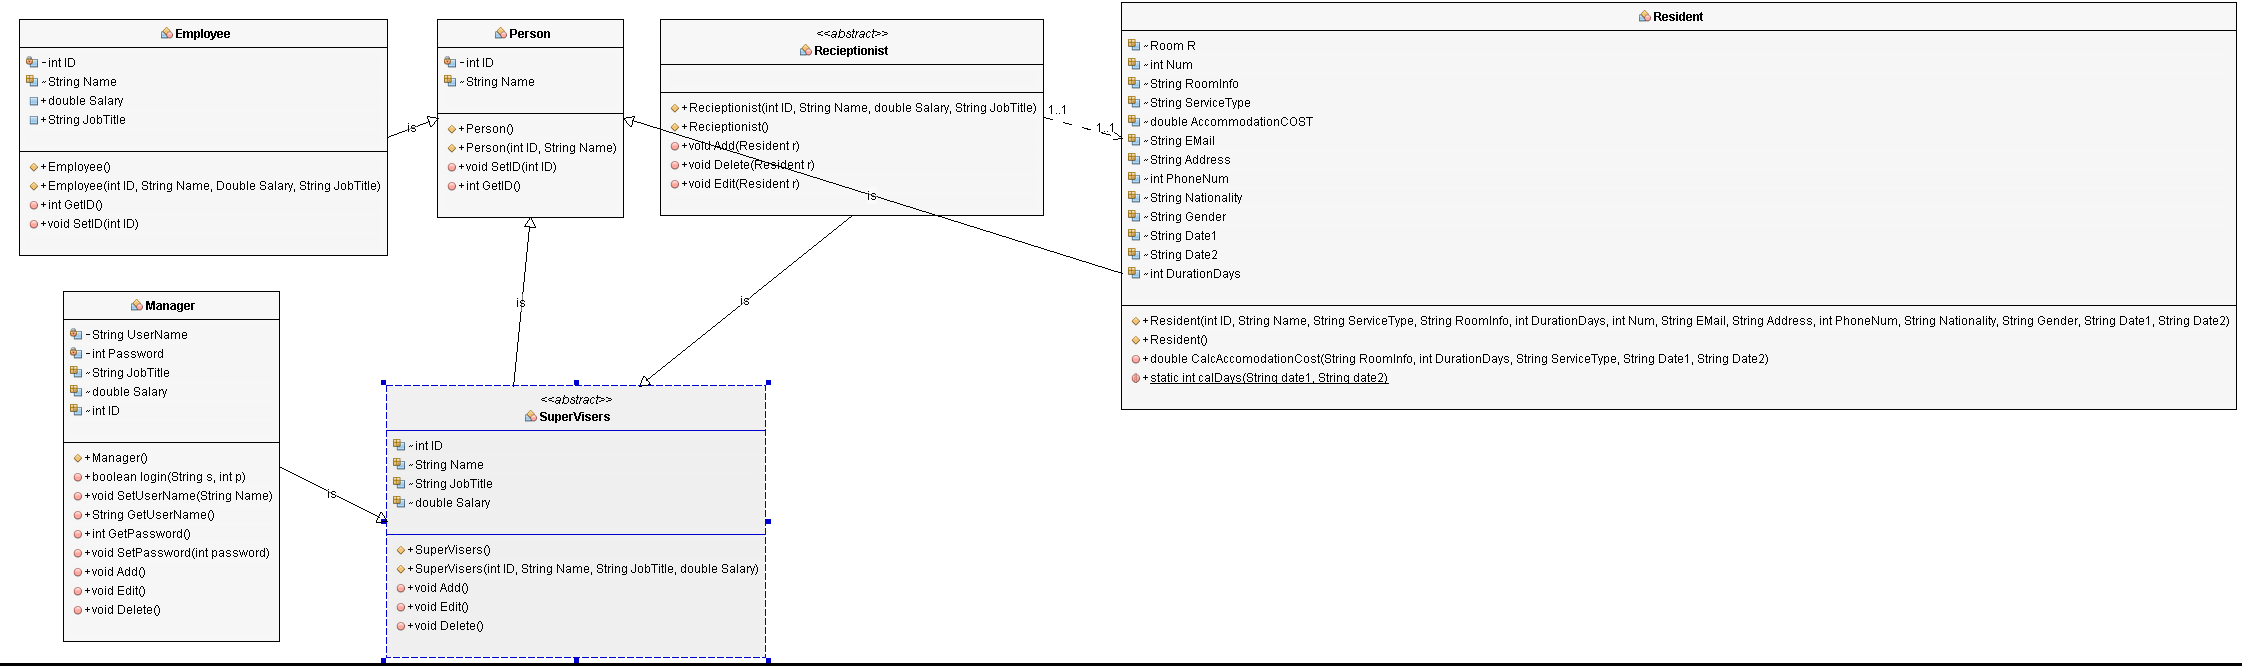 Employee
-int ID
~String Name
+double Salary
+String JobTitle
+Employee()
+Employee(int ID, String Name, Double Salary, String JobTitle)
+int GetID()
+void SetID(int ID)
is
Person
-int ID
~String Name
+Person()
+Person(int ID, String Name)
+void SetID(int ID)
+int GetID()
<<abstract>>
Recieptionist
+Recieptionist(int ID, String Name, double Salary, String JobTitle)
+Recieptionist()
+void Add(Resident r)
+void Delete(Resident r)
+void Edit(Resident r)
is
1..1
1..1
Resident
~Room R
~int Num
~String RoomInfo
~String ServiceType
~double AccommodationCOST
~String EMail
~String Address
~int PhoneNum
~String Nationality
~String Gender
~String Date1
~String Date2
~int DurationDays
+Resident(int ID, String Name, String ServiceType, String RoomInfo, int DurationDays, int Num, String EMail, String Address, int PhoneNum, String Nationality, String Gender, String Date1, String Date2)
+Resident()
+double CalcAccomodationCost(String RoomInfo, int DurationDays, String ServiceType, String Date1, String Date2)
+static int calDays(String date1, String date2)
is
is
Manager
-String UserName
-int Password
~String JobTitle
~double Salary
~int ID
+Manager()
+boolean login(String s, int p)
+void SetUserName(String Name)
+String GetUserName()
+int GetPassword()
+void SetPassword(int password)
+void Add()
+void Edit()
+void Delete()
is
<<abstract>>
SuperVisers
~int ID
~String Name
~String JobTitle
~double Salary
+SuperVisers()
+SuperVisers(int ID, String Name, String JobTitle, double Salary)
+void Add()
+void Edit()
+void Delete()